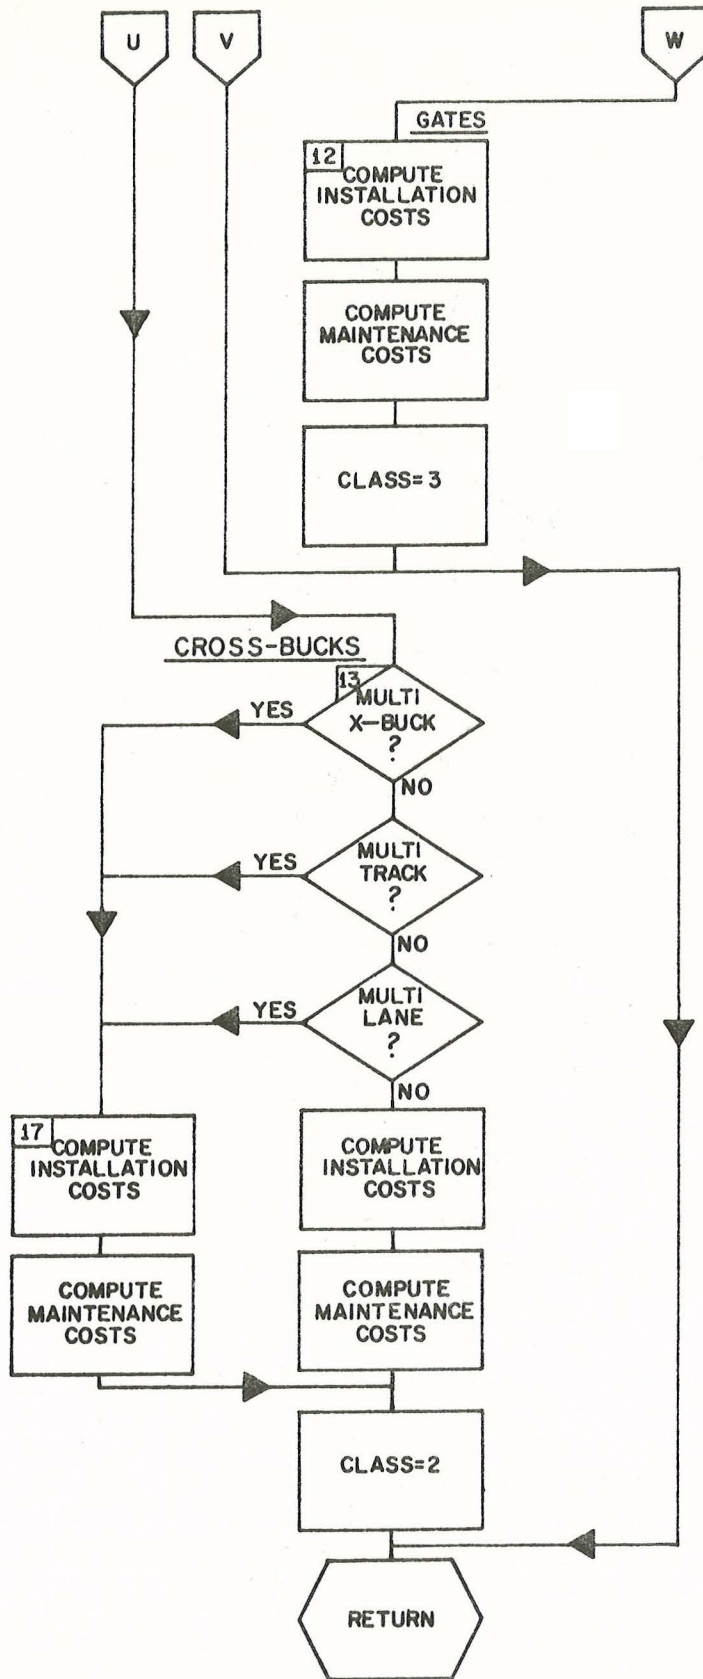 U
V
W
GATES
12
COMPUTE
INSTALLATION
COSTS
COMPUTE
MAINTENANCE
COSTS
CLASS=3
CROSS-BUCKS
13
MULTI
X-BUCK
?
YES
NO
MULTI
TRACK
?
YES
NO
MULTI
LANE
?
YES
NO
17
COMPUTE
INSTALLATION
COSTS
COMPUTE
INSTALLATION
COSTS
COMPUTE
MAINTENANCE
COSTS
COMPUTE
MAINTENANCE
COSTS
CLASS=2
RETURN